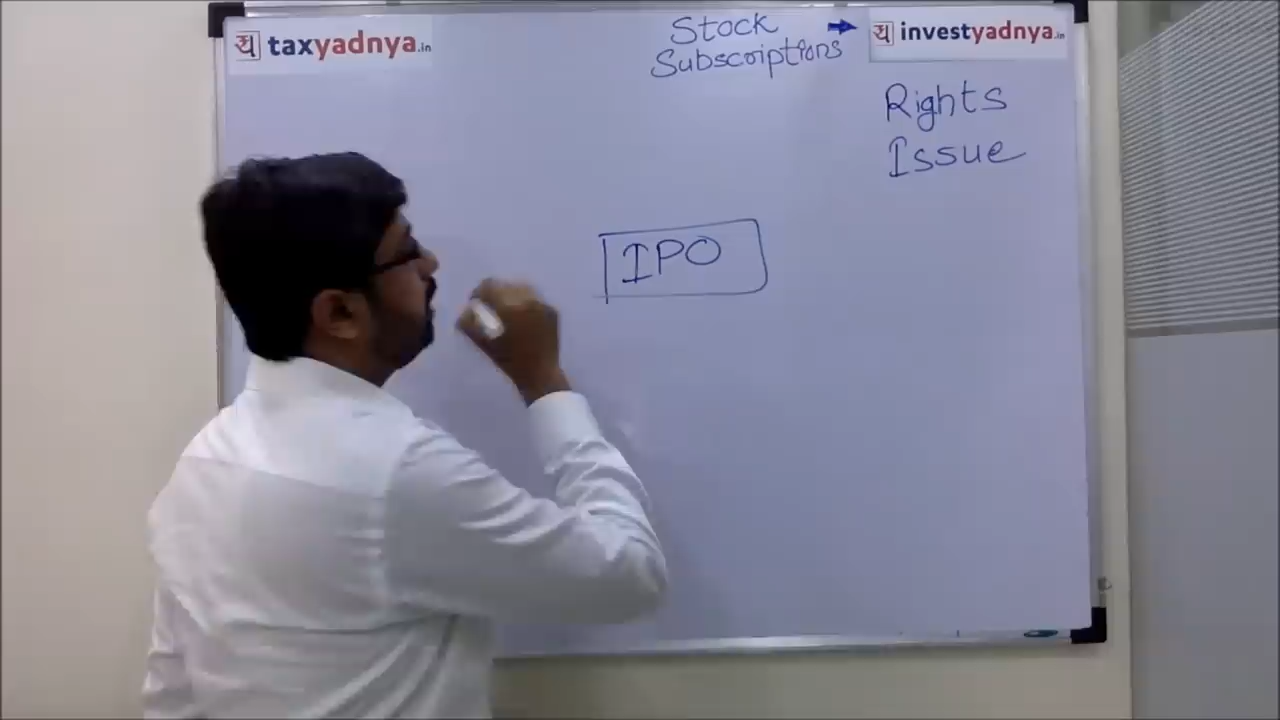 taxyadnya.in
Stock
Subscriptions
investyadnya.in
Rights
Issue
IPO